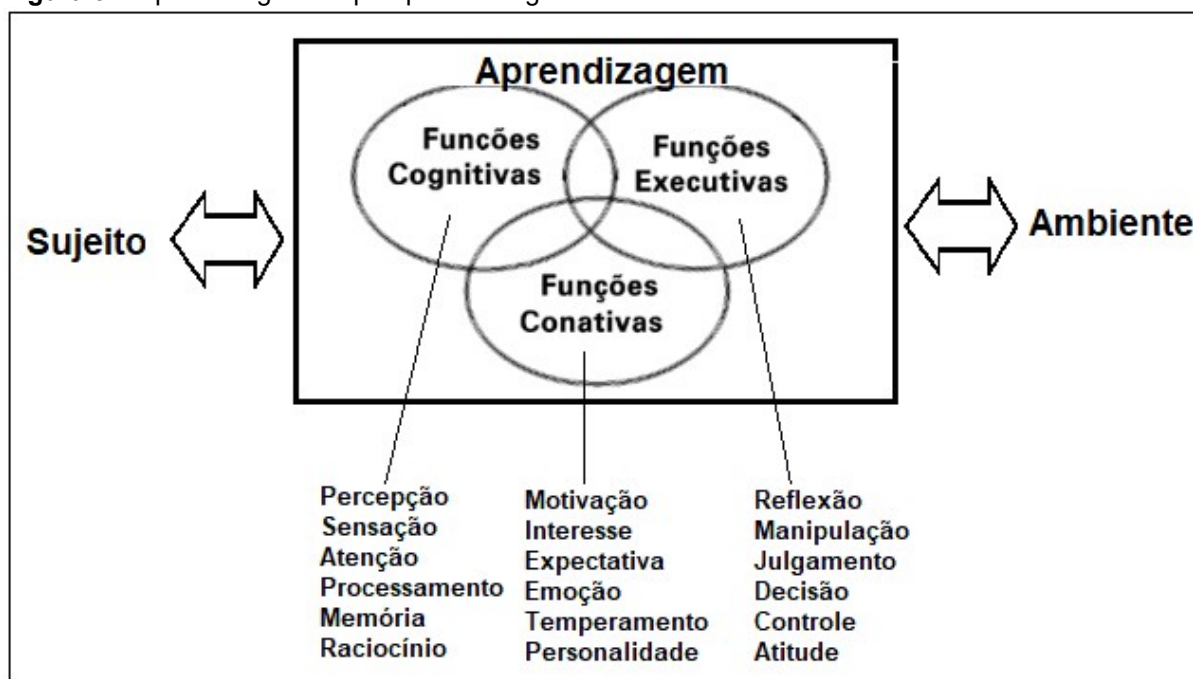 Aprendizagem
Funcões
Cognitivas
Funções
Executivas
Funções
Conativas
Sujeito
Ambiente
Percepção
Sensação
Atenção
Processamento
Memória
Raciocínio
Motivação
Interesse
Expectativa
Emoção
Temperamento
Personalidade
Reflexão
Manipulação
Julgamento
Decisão
Controle
Atitude